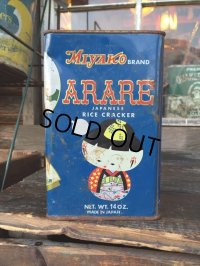 Miyako BRAND
ARARE
JAPANESE
RICE CRACKER
SOLD OUT
NET. WT. 14 OZ.
MADE IN JAPAN